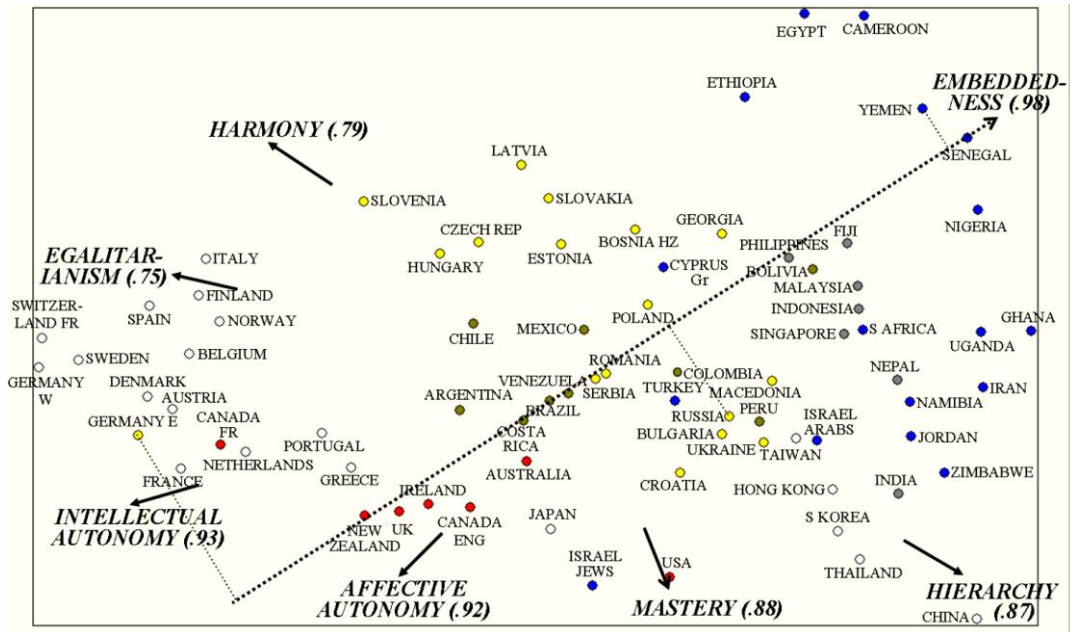 EGYPT
CAMEROON
ETHIOPIA
EMBEDDED-
NESS (.98)
YEMEN
HARMONY (.79)
LATVIA
SENEGAL
SLOVENIA
SLOVAKIA
NIGERIA
GEORGIA
CZECH REP
BOSNIA HZ
FIJI
PHILIPPINES
HUNGARY
ESTONIA
EGALITAR-
IANISM (.75)
ITALY
CYPRUS
Gr
BOLIVIA
MALAYSIA
FINLAND
SWITZER-
LAND FR
SPAIN
NORWAY
POLAND
INDONESIA
GHANA
CHILE
MEXICO
SINGAPORE
S AFRICA
UGANDA
SWEDEN
BELGIUM
ROMANIA
NEPAL
GERMANY
W
DENMARK
VENEZUEL
SERBIA
COLOMBIA
TURKEY
MACEDONIA
IRAN
AUSTRIA
ARGENTINA
BRAZIL
NAMIBIA
GERMANY E
CANADA
FR
RUSSIA
PERU
ISRAEL
ARABS
PORTUGAL
COSTA
RICA
BULGARIA
JORDAN
UKRAINE
TAIWAN
NETHERLANDS
FRANCE
GREECE
AUSTRALIA
CROATIA
ZIMBABWE
HONG KONG
INDIA
IRELAND
INTELLECTUAL
AUTONOMY (.93)
NEW
ZEALAND
UK
CANADA
ENG
JAPAN
S KOREA
ISRAEL
JEWS
USA
THAILAND
AFFECTIVE
AUTONOMY (.92)
MASTERY (.88)
HIERARCHY
(.87)
CHINA